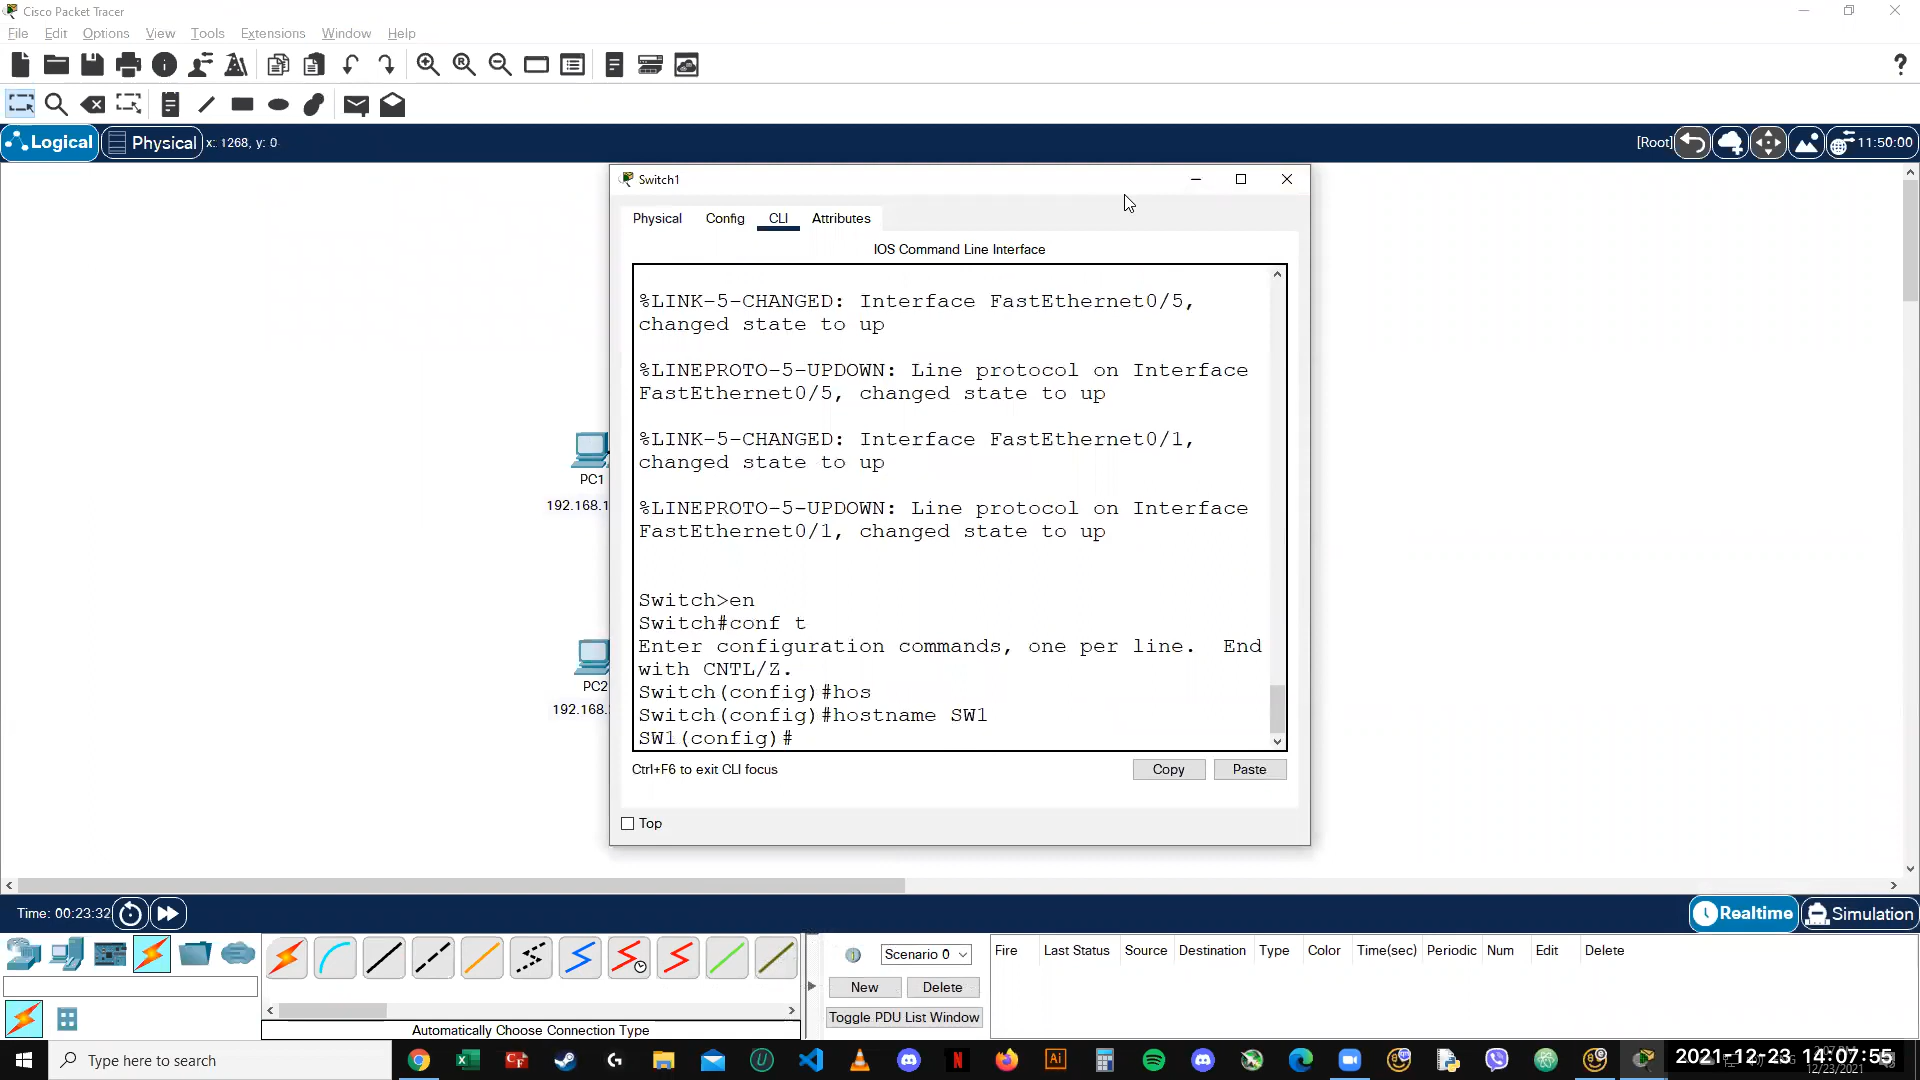 Cisco Packet Tracer
File Edit Options View Tools Extensions Window Help
Logical Physical x: 1268, y: 0 [Root] 11:50:00
Switch1
Physical Config CLI Attributes
IOS Command Line Interface
%LINK-5-CHANGED: Interface FastEthernet0/5,
changed state to up
%LINEPROTO-5-UPDOWN: Line protocol on Interface
FastEthernet0/5, changed state to up
%LINK-5-CHANGED: Interface FastEthernet0/1,
changed state to up
%LINEPROTO-5-UPDOWN: Line protocol on Interface
FastEthernet0/1, changed state to up
Switch>en
Switch#conf t
Enter configuration commands, one per line.  End
with CNTL/Z.
Switch(config)#hos
Switch(config)#hostname SW1
SW1(config)#
Ctrl+F6 to exit CLI focus Copy Paste
Top
PC1
192.168.1
PC2
192.168.
Time: 00:23:32 Realtime Simulation
Scenario 0 Fire Last Status Source Destination Type Color Time(sec) Periodic Num Edit Delete
New Delete
Toggle PDU List Window
Automatically Choose Connection Type
Type here to search
2021-12-23 14:07:55
12/23/2021